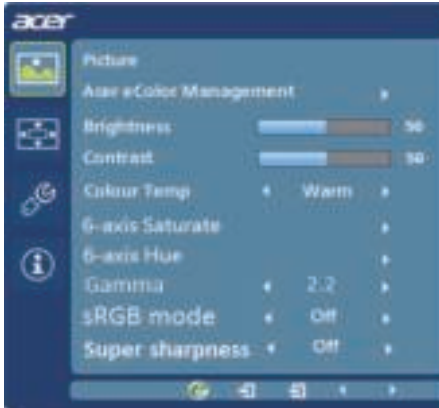 acer
Picture
Acer eColor Management
Brightness 50
Contrast 50
Colour Temp Warm
6-axis Saturate
6-axis Hue
Gamma 2.2
sRGB mode Off
Super sharpness Off